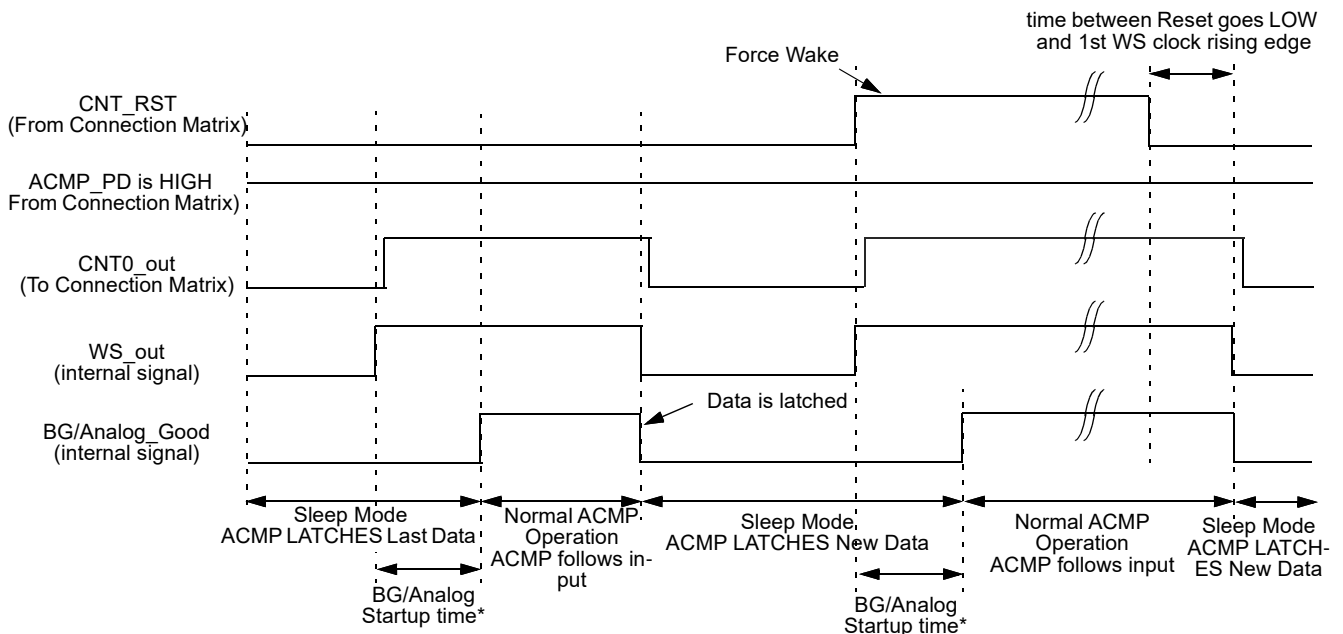 time between Reset goes LOW
and 1st WS clock rising edge
Force Wake
CNT_RST
(From Connection Matrix)
ACMP_PD is HIGH
From Connection Matrix)
CNT0_out
(To Connection Matrix)
WS_out
(internal signal)
Data is latched
BG/Analog_Good
(internal signal)
Sleep Mode
ACMP LATCHES Last Data
Normal ACMP
Operation
ACMP follows in-
put
Sleep Mode
ACMP LATCHES New Data
Normal ACMP
Operation
ACMP follows input
Sleep Mode
ACMP LATCH-
ES New Data
BG/Analog
Startup time*
BG/Analog
Startup time*